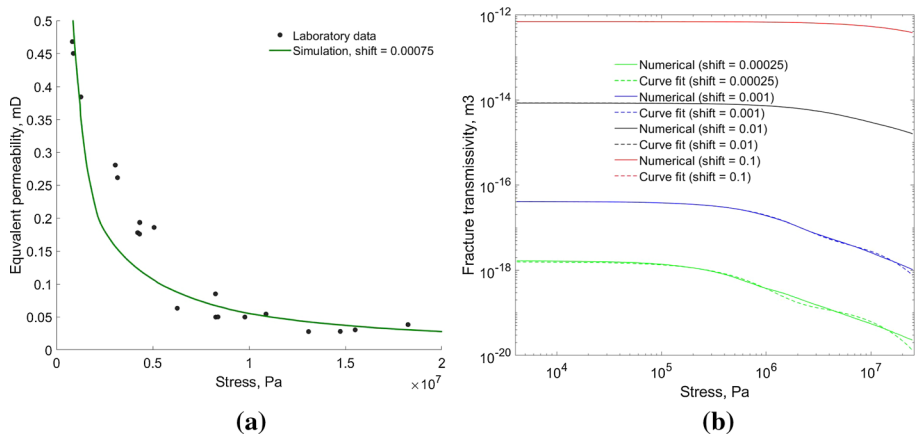 0.5
0.45
0.4
0.35
0.3
0.25
0.2
0.15
0.1
0.05
0
0 0.5 1 1.5 2
×10^7
Equvalent permeability, mD
Stress, Pa
Laboratory data
Simulation, shift = 0.00075
(a)
10^-12
10^-14
10^-16
10^-18
10^-20
10^4 10^5 10^6 10^7
Fracture transmissivity, m3
Stress, Pa
Numerical (shift = 0.00025)
Curve fit (shift = 0.00025)
Numerical (shift = 0.001)
Curve fit (shift = 0.001)
Numerical (shift = 0.01)
Curve fit (shift = 0.01)
Numerical (shift = 0.1)
Curve fit (shift = 0.1)
(b)